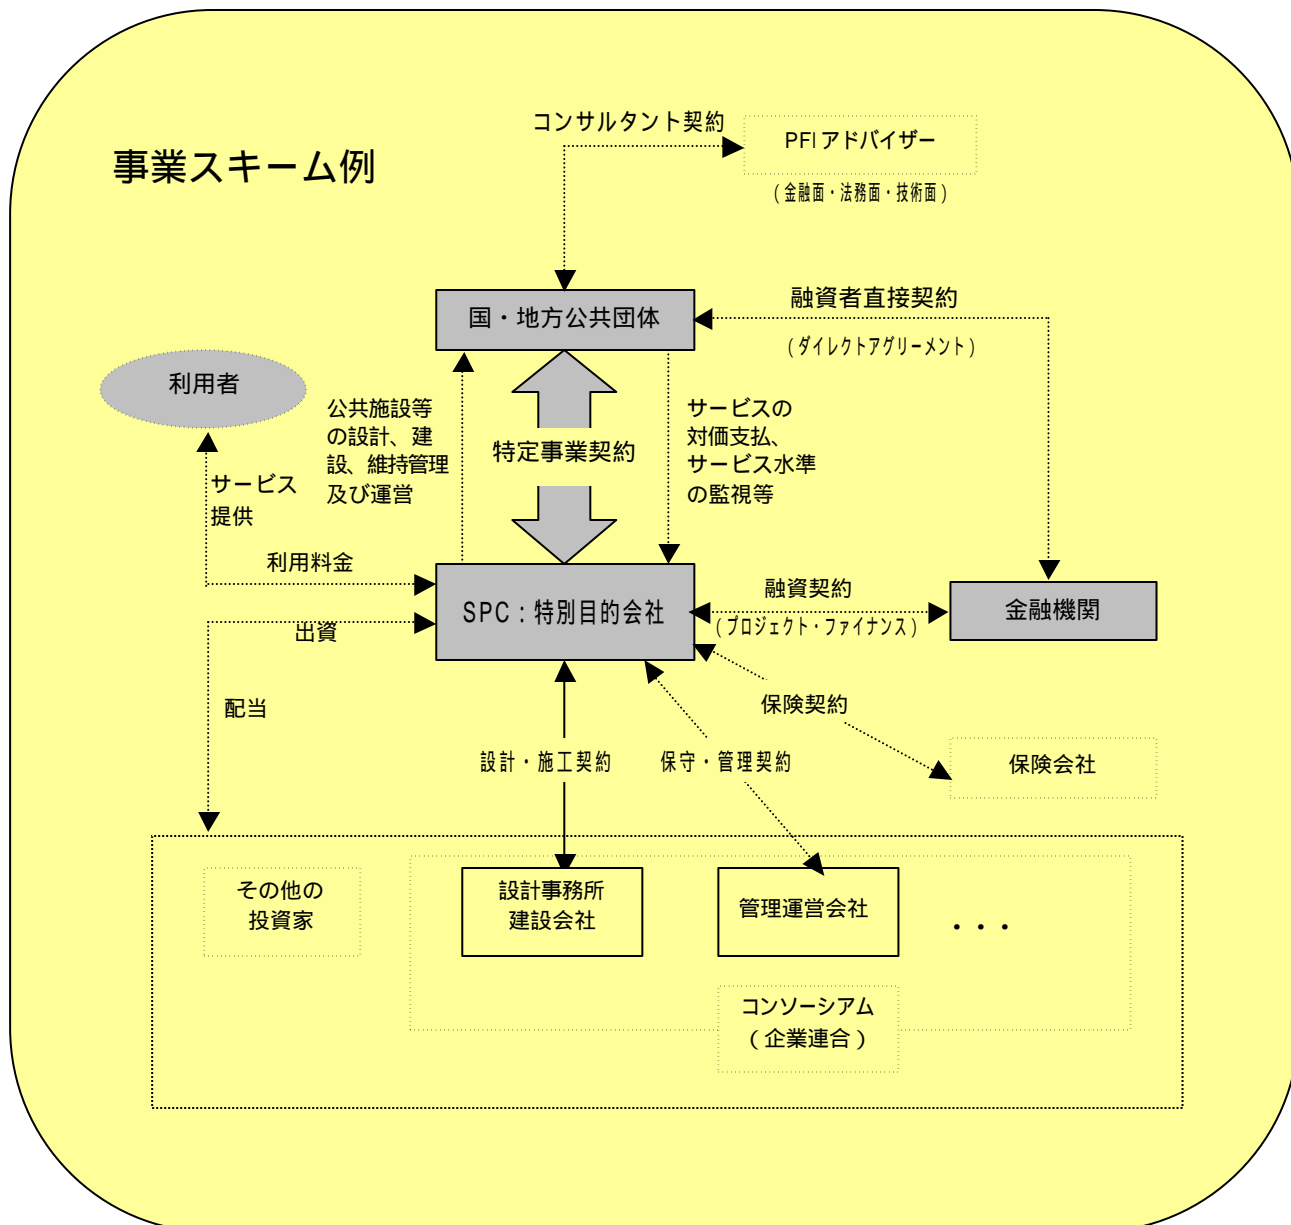 事業スキーム例
コンサルタント契約
PFIアドバイザー
(金融面・法務面・技術面)
国・地方公共団体
融資者直接契約
(ダイレクトアグリーメント)
利用者
公共施設等
の設計、建
設、維持管理
及び運営
特定事業契約
サービスの
対価支払、
サービス水準
の監視等
サービス
提供
利用料金
SPC:特別目的会社
融資契約
(プロジェクト・ファイナンス)
金融機関
出資
配当
保険契約
保険会社
設計・施工契約
保守・管理契約
その他の
投資家
設計事務所
建設会社
管理運営会社
・・・
コンソーシアム
(企業連合)